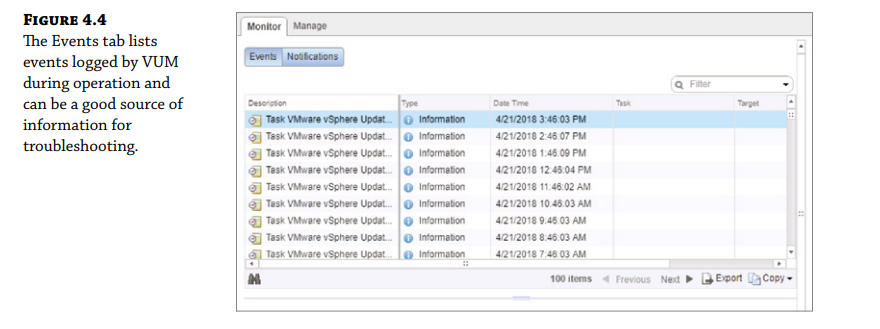 FIGURE 4.4
The Events tab lists
events logged by VUM
during operation and
can be a good source of
information for
troubleshooting.
Monitor Manage
Events Notifications
Filter
Description Type Date Time Task Target
Task VMware vSphere Updat... Information 4/21/2018 3:46:03 PM
Task VMware vSphere Updat... Information 4/21/2018 2:46:07 PM
Task VMware vSphere Updat... Information 4/21/2018 1:46:09 PM
Task VMware vSphere Updat... Information 4/21/2018 12:46:04 PM
Task VMware vSphere Updat... Information 4/21/2018 11:46:02 AM
Task VMware vSphere Updat... Information 4/21/2018 10:46:03 AM
Task VMware vSphere Updat... Information 4/21/2018 9:46:03 AM
Task VMware vSphere Updat... Information 4/21/2018 8:46:03 AM
Task VMware vSphere Updat... Information 4/21/2018 7:46:03 AM
100 items Previous Next Export Copy